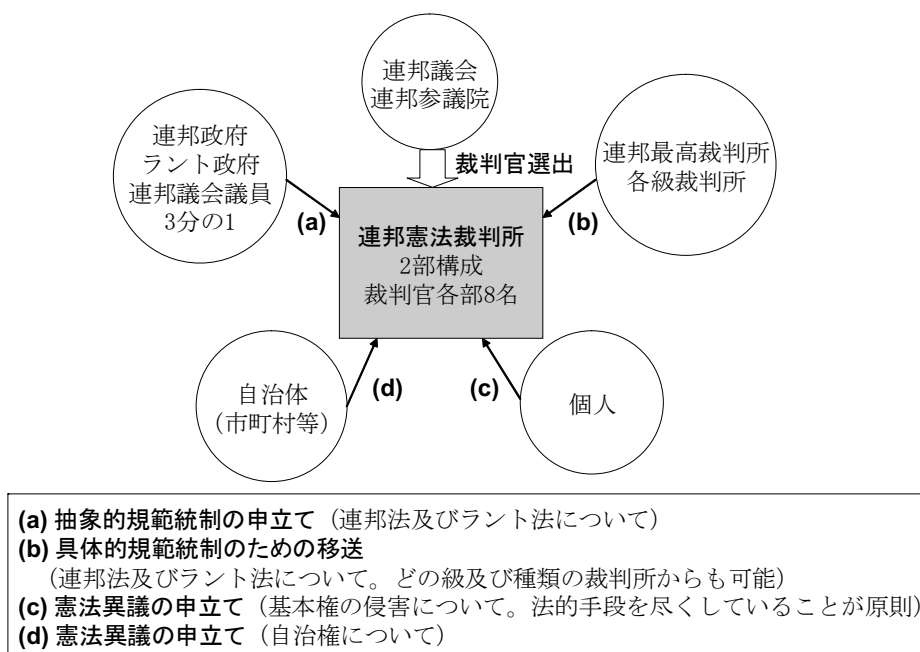 連邦議会
連邦参議院
連邦政府
ラント政府
連邦議会議員
3分の1
裁判官選出
連邦最高裁判所
各級裁判所
(a)
(b)
連邦憲法裁判所
2部構成
裁判官各部8名
自治体
（市町村等）
(d)
(c)
個人
(a) 抽象的規範統制の申立て（連邦法及びラント法について）
(b) 具体的規範統制のための移送
（連邦法及びラント法について。どの級及び種類の裁判所からも可能）
(c) 憲法異議の申立て（基本権の侵害について。法的手段を尽くしていることが原則）
(d) 憲法異議の申立て（自治権について）